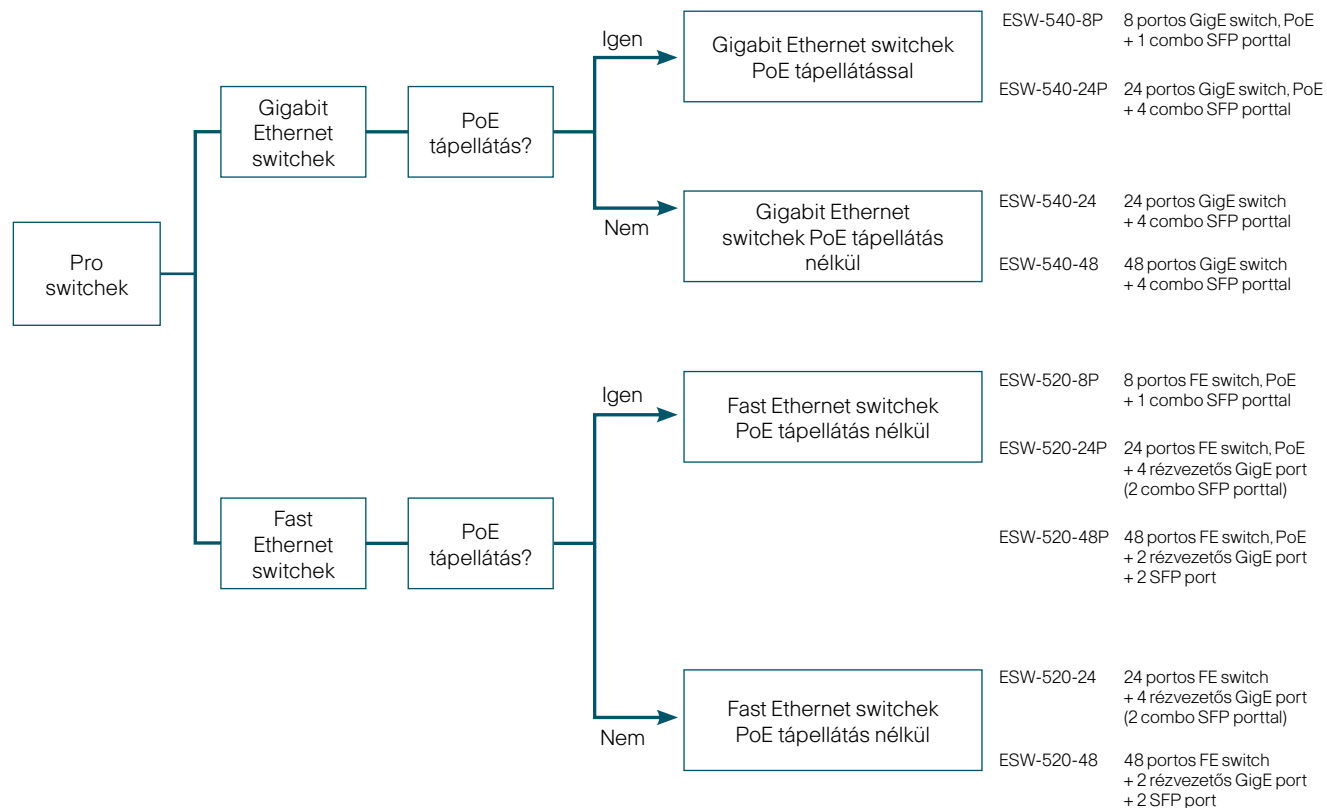 Pro
switchek
Gigabit
Ethernet
switchek
PoE
tápellátás?
Igen
Gigabit Ethernet switchek
PoE tápellátással
ESW-540-8P 8 portos GigE switch, PoE
+ 1 combo SFP porttal
ESW-540-24P 24 portos GigE switch, PoE
+ 4 combo SFP porttal
Nem
Gigabit Ethernet
switchek PoE tápellátás
nélkül
ESW-540-24 24 portos GigE switch
+ 4 combo SFP porttal
ESW-540-48 48 portos GigE switch
+ 4 combo SFP porttal
Fast
Ethernet
switchek
PoE
tápellátás?
Igen
Fast Ethernet switchek
PoE tápellátás nélkül
ESW-520-8P 8 portos FE switch, PoE
+ 1 combo SFP porttal
ESW-520-24P 24 portos FE switch, PoE
+ 4 rézvezetős GigE port
(2 combo SFP porttal)
ESW-520-48P 48 portos FE switch, PoE
+ 2 rézvezetős GigE port
+ 2 SFP port
Nem
Fast Ethernet switchek
PoE tápellátás nélkül
ESW-520-24 24 portos FE switch
+ 4 rézvezetős GigE port
(2 combo SFP porttal)
ESW-520-48 48 portos FE switch
+ 2 rézvezetős GigE port
+ 2 SFP port